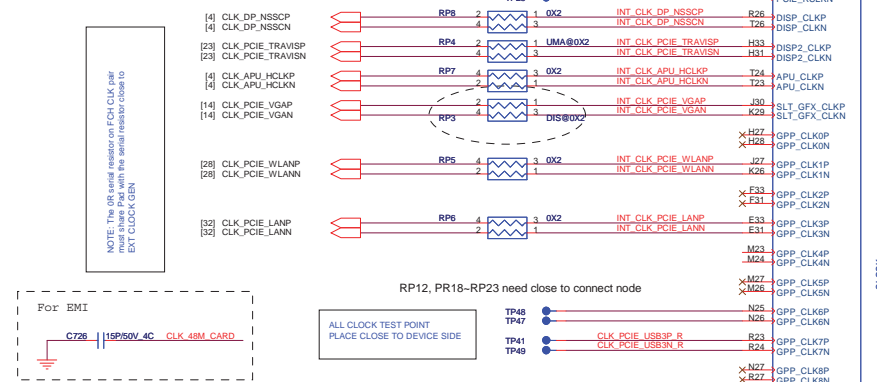 [4] CLK_DP_NSSCP RP8 2 1 0X2 INT_CLK_DP_NSSCP R26 DISP_CLKP
[4] CLK_DP_NSSCN 4 3 INT_CLK_DP_NSSCN T26 DISP_CLKN
[23] CLK_PCIE_TRAVISP RP4 2 1 UMA@0X2 INT_CLK_PCIE_TRAVISP H33 DISP2_CLKP
[23] CLK_PCIE_TRAVISN 4 3 INT_CLK_PCIE_TRAVISN H31 DISP2_CLKN
[4] CLK_APU_HCLKP RP7 4 3 0X2 INT_CLK_APU_HCLKP T24 APU_CLKP
[4] CLK_APU_HCLKN 2 1 INT_CLK_APU_HCLKN T23 APU_CLKN
[14] CLK_PCIE_VGAP 2 1 INT_CLK_PCIE_VGAP J30 SLT_GFX_CLKP
[14] CLK_PCIE_VGAN RP3 4 3 DIS@0X2 INT_CLK_PCIE_VGAN K29 SLT_GFX_CLKN
H27 GPP_CLK0P
H28 GPP_CLK0N
[28] CLK_PCIE_WLANP RP5 4 3 0X2 INT_CLK_PCIE_WLANP J27 GPP_CLK1P
[28] CLK_PCIE_WLANN 2 1 INT_CLK_PCIE_WLANN K26 GPP_CLK1N
F33 GPP_CLK2P
F31 GPP_CLK2N
[32] CLK_PCIE_LANP RP6 4 3 0X2 INT_CLK_PCIE_LANP E33 GPP_CLK3P
[32] CLK_PCIE_LANN 2 1 INT_CLK_PCIE_LANN E31 GPP_CLK3N
M23 GPP_CLK4P
M24 GPP_CLK4N
M27 GPP_CLK5P
M26 GPP_CLK5N
N25 GPP_CLK6P
N26 GPP_CLK6N
R23 GPP_CLK7P
R24 GPP_CLK7N
N27 GPP_CLK8P
R27 GPP_CLK8N
NOTE: The 0R serial resistor on FCH CLK pair
must share Pad with the serial resistor close to
EXT CLOCK GEN
RP12, PR18~RP23 need close to connect node
For EMI
C726 15P/50V_4C CLK_48M_CARD
ALL CLOCK TEST POINT
PLACE CLOSE TO DEVICE SIDE
TP48
TP47
TP41 CLK_PCIE_USB3P_R
TP49 CLK_PCIE_USB3N_R